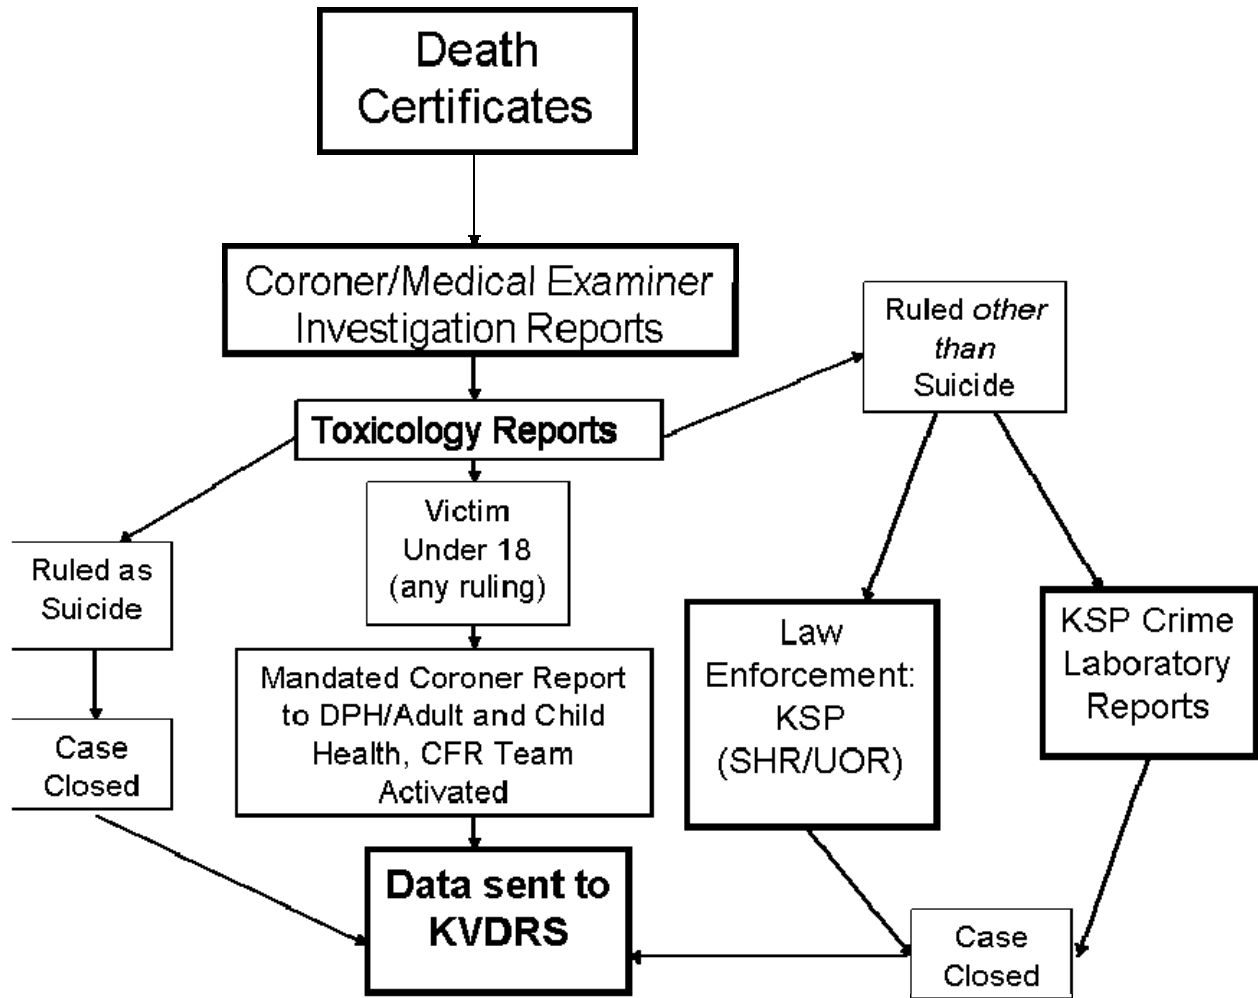 Death
Certificates
Coroner/Medical Examiner
Investigation Reports
Ruled other
than
Suicide
Toxicology Reports
Victim
Under 18
(any ruling)
Ruled as
Suicide
Law
Enforcement:
KSP
(SHR/UOR)
KSP Crime
Laboratory
Reports
Mandated Coroner Report
to DPH/Adult and Child
Health, CFR Team
Activated
Case
Closed
Data sent to
KVDRS
Case
Closed